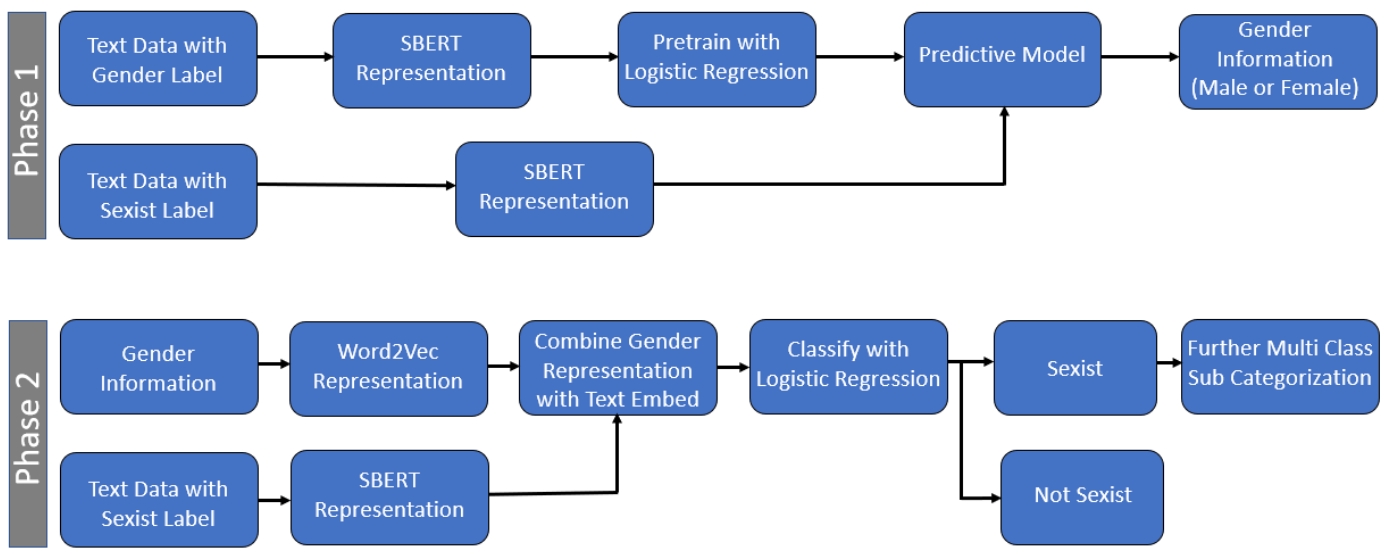 Phase 1
Text Data with
Gender Label
SBERT
Representation
Pretrain with
Logistic Regression
Predictive Model
Gender
Information
(Male or Female)
Text Data with
Sexist Label
SBERT
Representation
Phase 2
Gender
Information
Word2Vec
Representation
Combine Gender
Representation
with Text Embed
Classify with
Logistic Regression
Sexist
Further Multi Class
Sub Categorization
Text Data with
Sexist Label
SBERT
Representation
Not Sexist